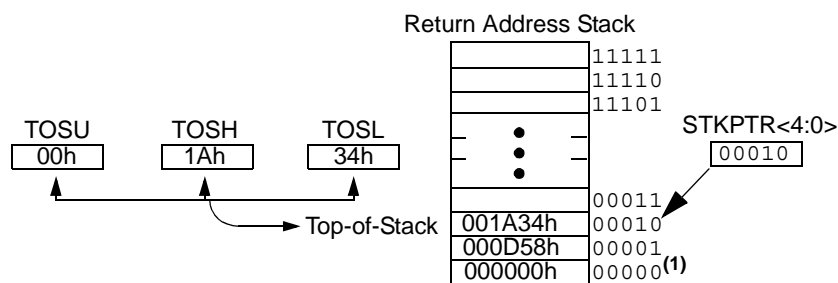 Return Address Stack
11111
11110
11101
TOSU TOSH TOSL STKPTR<4:0>
00h 1Ah 34h 00010
00011
Top-of-Stack 001A34h 00010
000D58h 00001
000000h 00000(1)